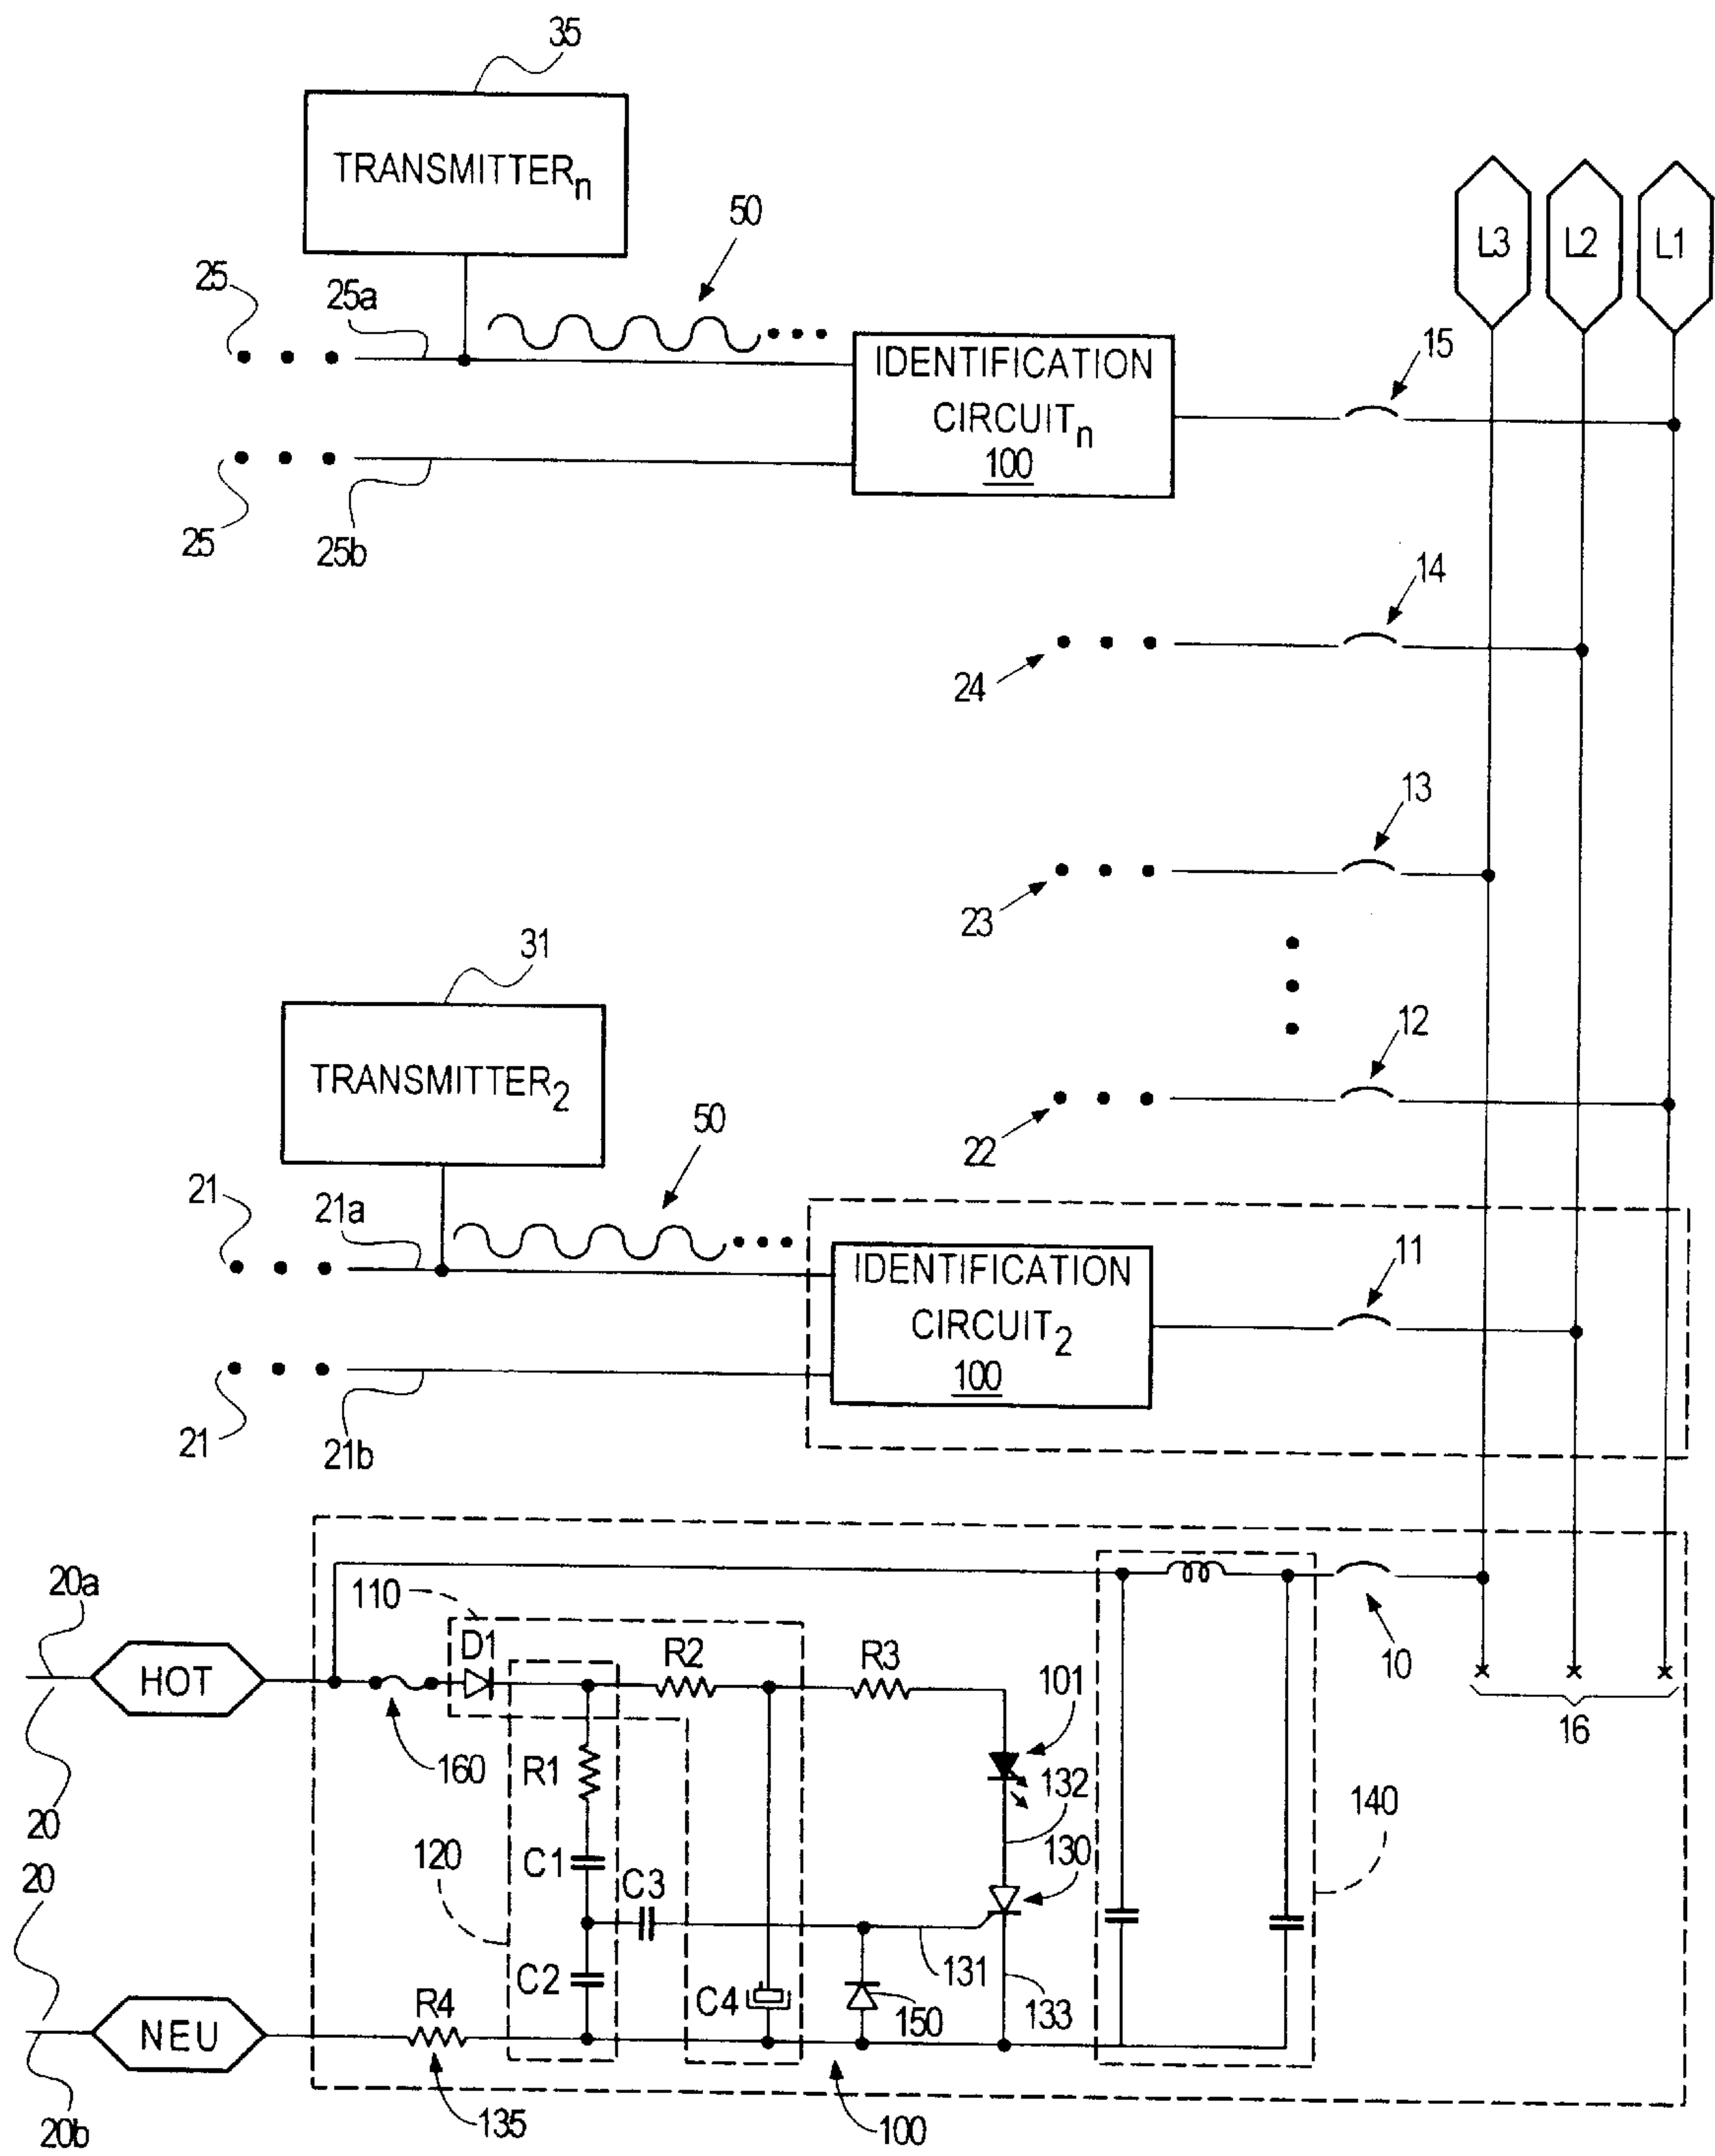 35
TRANSMITTERn
50
L3
L2
L1
25
25a
15
IDENTIFICATION
CIRCUITn
100
25
25b
14
24
13
23
31
12
TRANSMITTER2
50
22
21
21a
11
IDENTIFICATION
CIRCUIT2
100
21
21b
20a
110
D1
R2
R3
10
HOT
16
101
160
R1
132
140
20
120
130
20
C1
C3
131
C2
R4
C4
150
133
NEU
135
100
20b